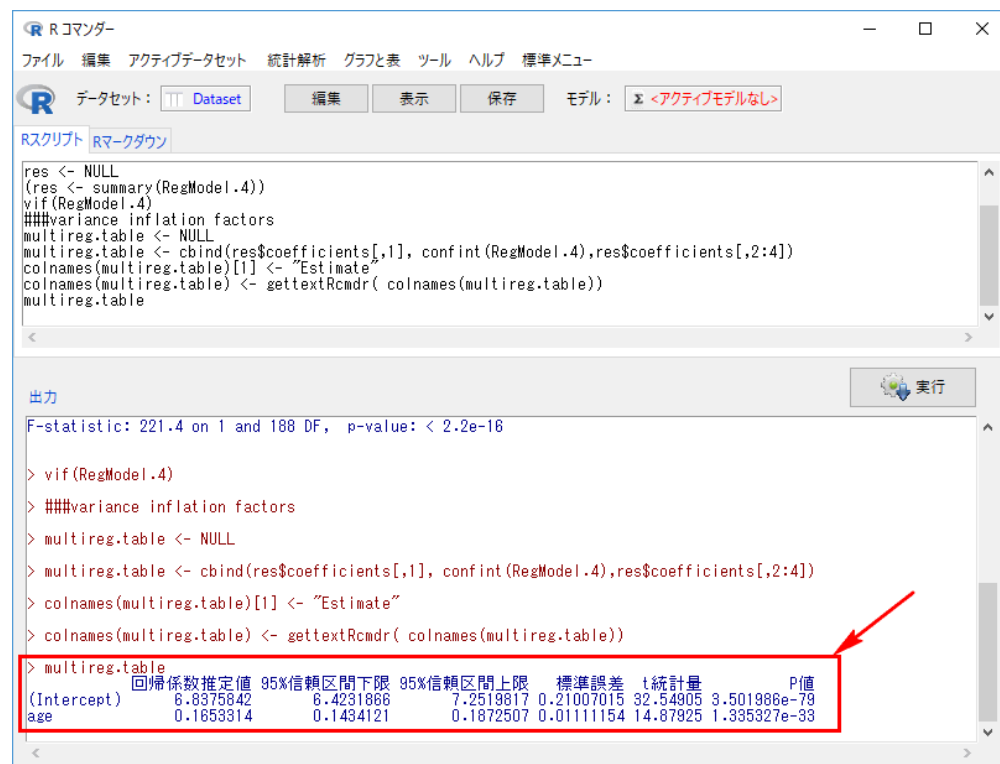 R コマンダー
ファイル 編集 アクティブデータセット 統計解析 グラフと表 ツール ヘルプ 標準メニュー
データセット： Dataset 編集 表示 保存 モデル： Σ <アクティブモデルなし>
Rスクリプト Rマークダウン
res <- NULL
(res <- summary(RegModel.4))
vif(RegModel.4)
###variance inflation factors
multireg.table <- NULL
multireg.table <- cbind(res$coefficients[,1], confint(RegModel.4),res$coefficients[,2:4])
colnames(multireg.table)[1] <- "Estimate"
colnames(multireg.table) <- gettextRcmdr( colnames(multireg.table))
multireg.table
実行
出力
F-statistic: 221.4 on 1 and 188 DF,  p-value: < 2.2e-16
> vif(RegModel.4)
> ###variance inflation factors
> multireg.table <- NULL
> multireg.table <- cbind(res$coefficients[,1], confint(RegModel.4),res$coefficients[,2:4])
> colnames(multireg.table)[1] <- "Estimate"
> colnames(multireg.table) <- gettextRcmdr( colnames(multireg.table))
> multireg.table
回帰係数推定値 95%信頼区間下限 95%信頼区間上限 標準誤差 t統計量 P値
(Intercept) 6.8375842 6.4231866 7.2519817 0.21007015 32.54905 3.501986e-79
age 0.1653314 0.1434121 0.1872507 0.01111154 14.87925 1.335327e-33